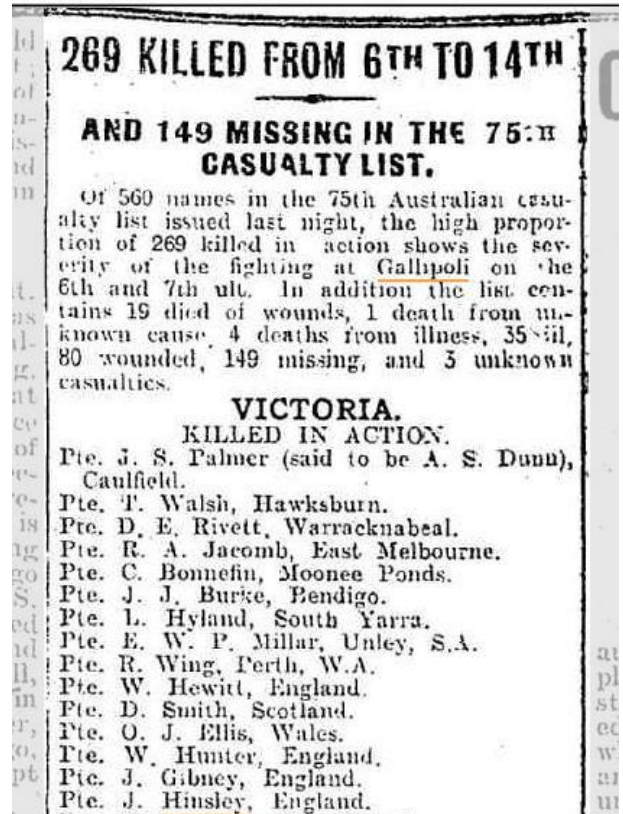 269 KILLED FROM 6TH TO 14TH
AND 149 MISSING IN THE 75TH
CASUALTY LIST.
Of 560 names in the 75th Australian casu-
alty list issued last night, the high propor-
tion of 269 killed in action shows the sev-
erity of the fighting at Gallipoli on the
6th and 7th ult. In addition the list con-
tains 19 died of wounds, 1 death from un-
known cause, 4 deaths from illness, 35 ill,
80 wounded, 149 missing, and 3 unknown
casualties.
VICTORIA.
KILLED IN ACTION.
Pte. J. S. Palmer (said to be A. S. Dunn),
Caulfield.
Pte. T. Walsh, Hawksburn.
Pte. D. E. Rivett, Warracknabeal.
Pte. R. A. Jacomb, East Melbourne.
Pte. C. Bonnefin, Moonee Ponds.
Pte. J. J. Burke, Bendigo.
Pte. L. Hyland, South Yarra.
Pte. E. W. P. Millar, Unley, S.A.
Pte. R. Wing, Perth, W.A.
Pte. W. Hewitt, England.
Pte. D. Smith, Scotland.
Pte. O. J. Ellis, Wales.
Pte. W. Hunter, England.
Pte. J. Gibney, England.
Pte. J. Hinsley, England.